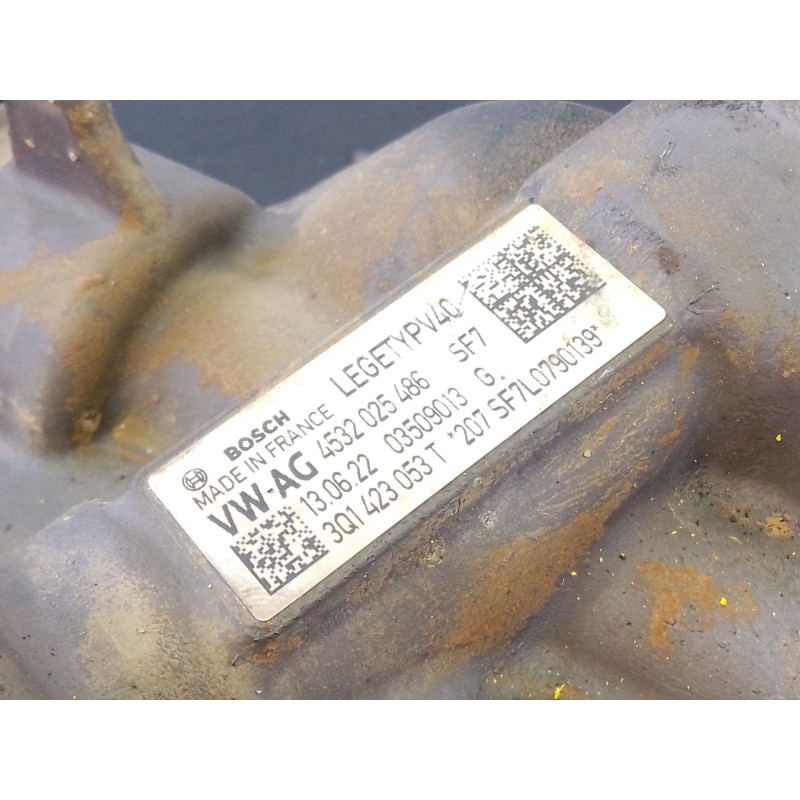 BOSCH
MADE IN FRANCE LEGETYPV40
VW-AG 4532 025 486 SF7
13.06.22 03509013 G.
3Q1 423 053 T *207 SF7L0790139*